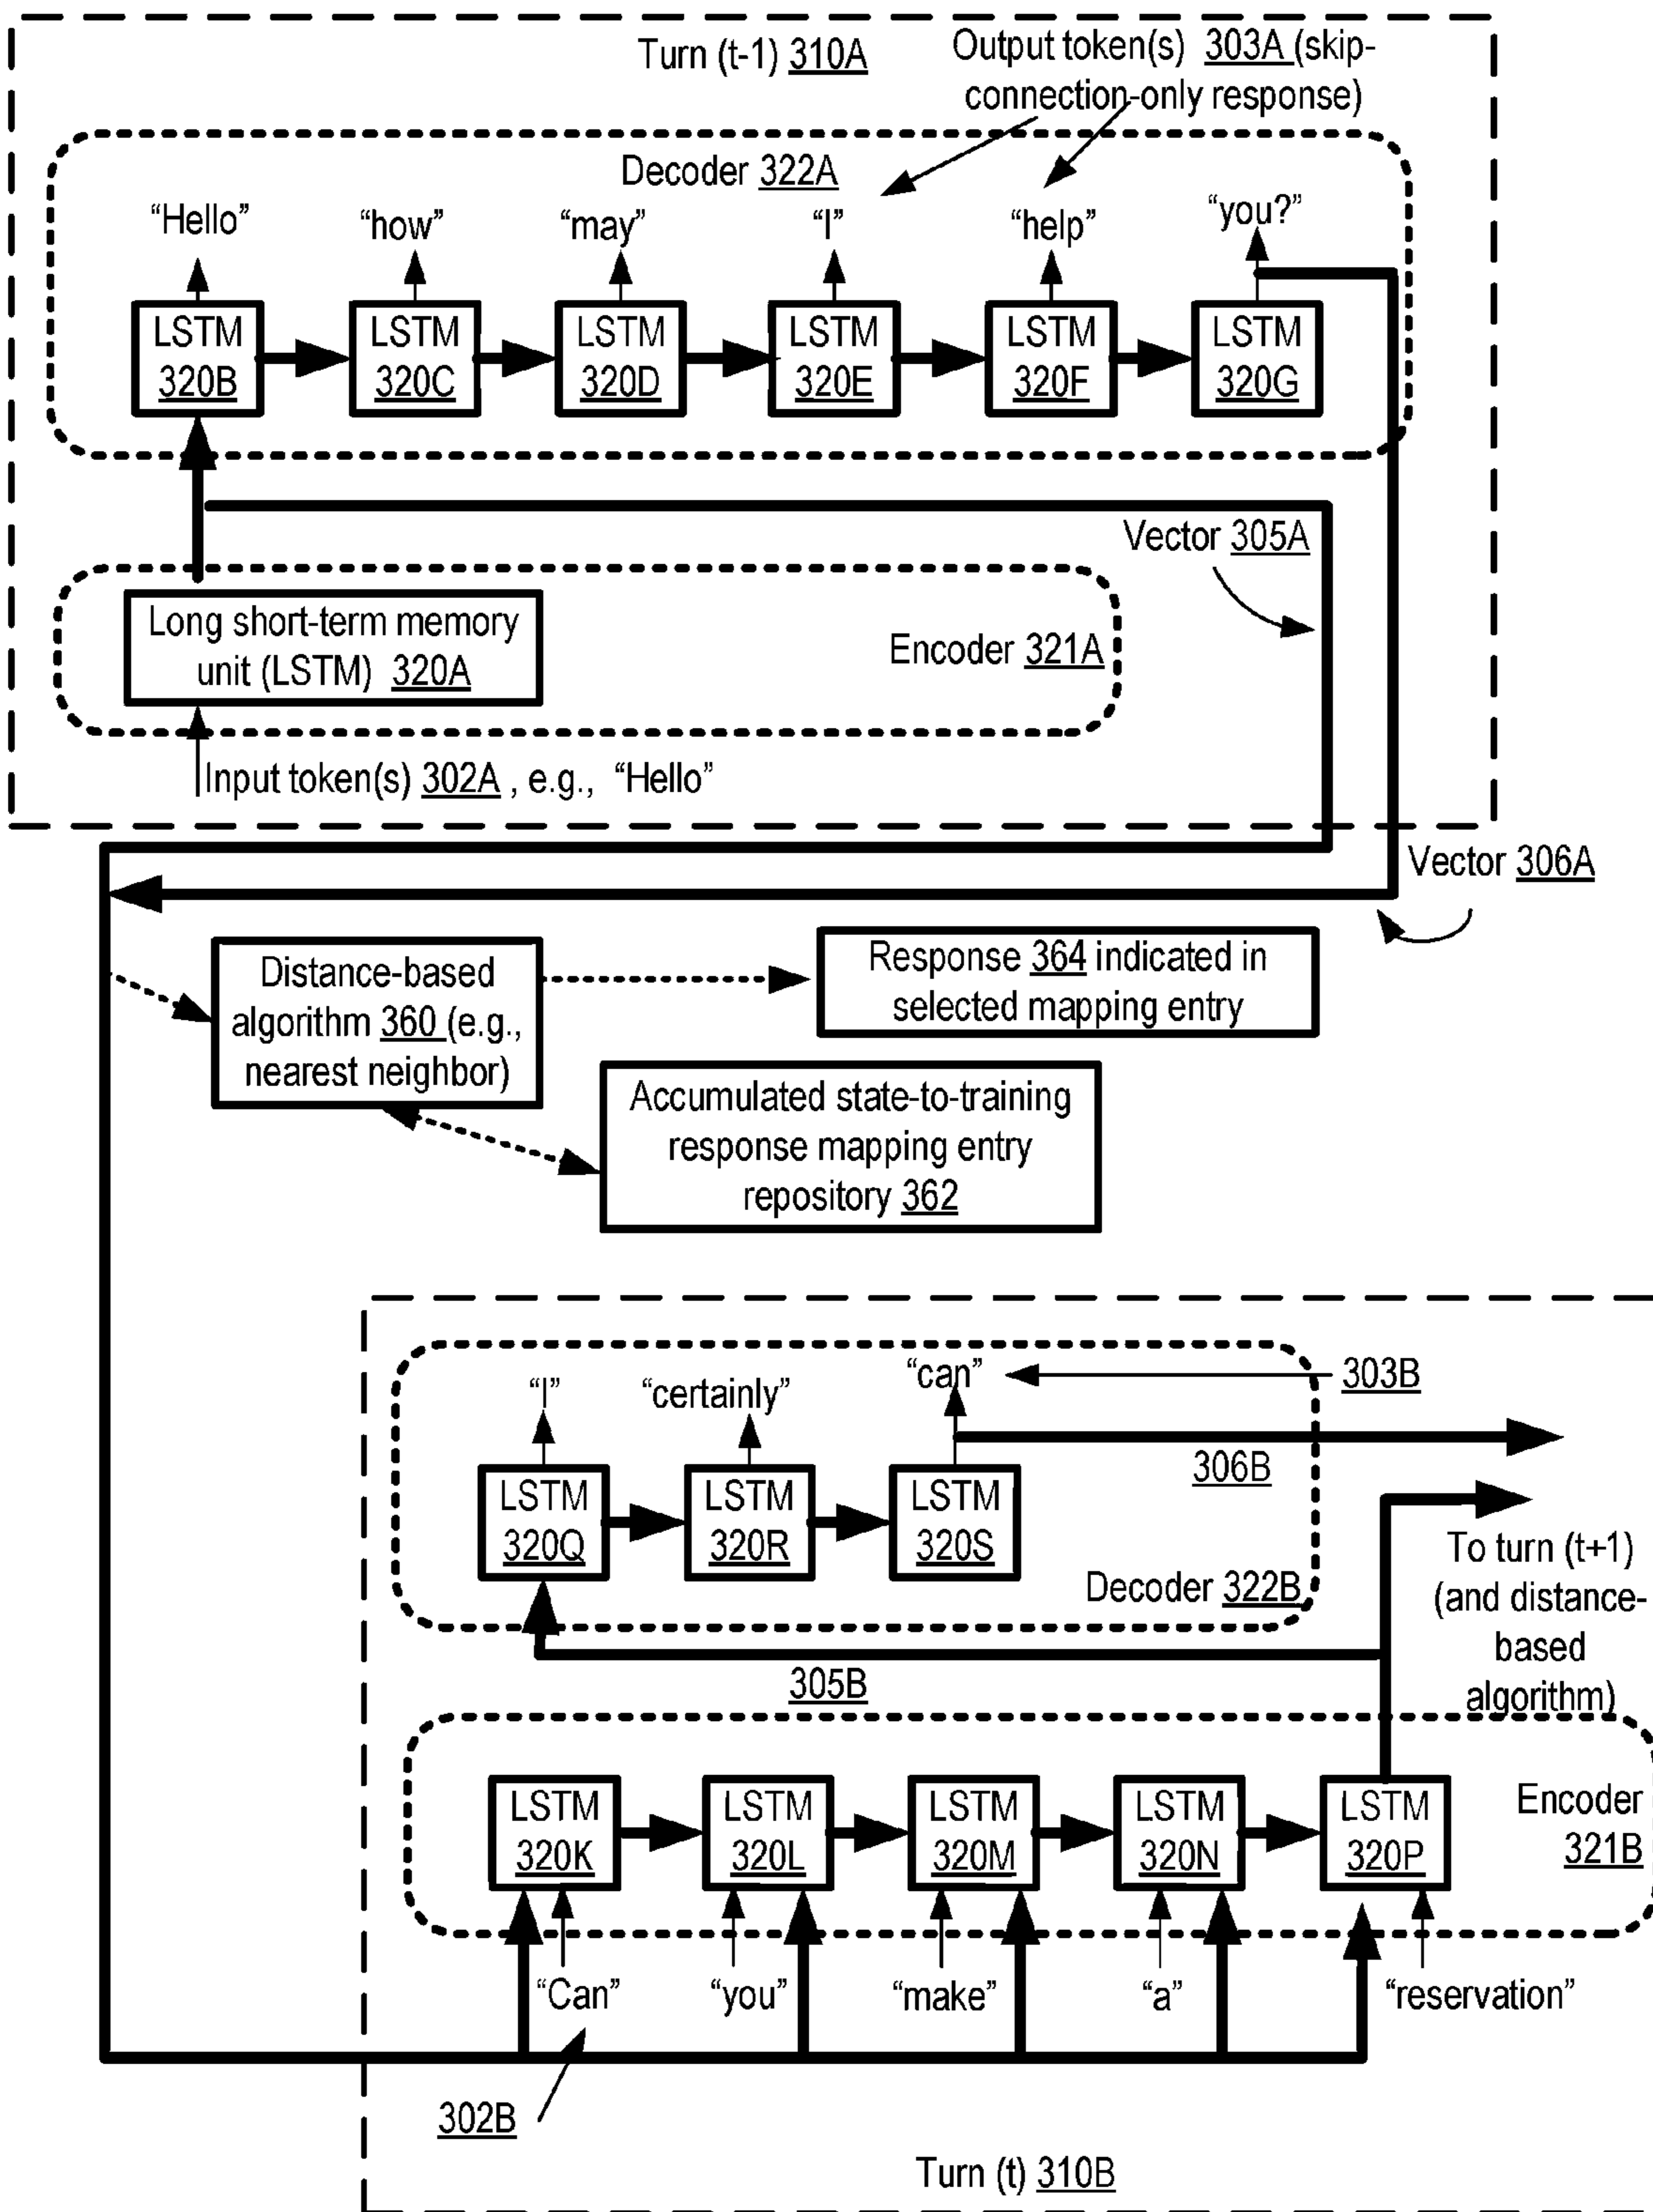 Turn (t-1) 310A
Output token(s) 303A (skip-
connection-only response)
Decoder 322A
“Hello” “how” “may” “I” “help” “you?”
LSTM 320B
LSTM 320C
LSTM 320D
LSTM 320E
LSTM 320F
LSTM 320G
Vector 305A
Long short-term memory
unit (LSTM) 320A
Encoder 321A
Input token(s) 302A , e.g., “Hello”
Vector 306A
Distance-based
algorithm 360 (e.g.,
nearest neighbor)
Response 364 indicated in
selected mapping entry
Accumulated state-to-training
response mapping entry
repository 362
“I” “certainly” “can” 303B
306B
LSTM 320Q
LSTM 320R
LSTM 320S
Decoder 322B
To turn (t+1)
(and distance-
based
algorithm)
305B
LSTM 320K
LSTM 320L
LSTM 320M
LSTM 320N
LSTM 320P
Encoder
321B
“Can” “you” “make” “a” “reservation”
302B
Turn (t) 310B